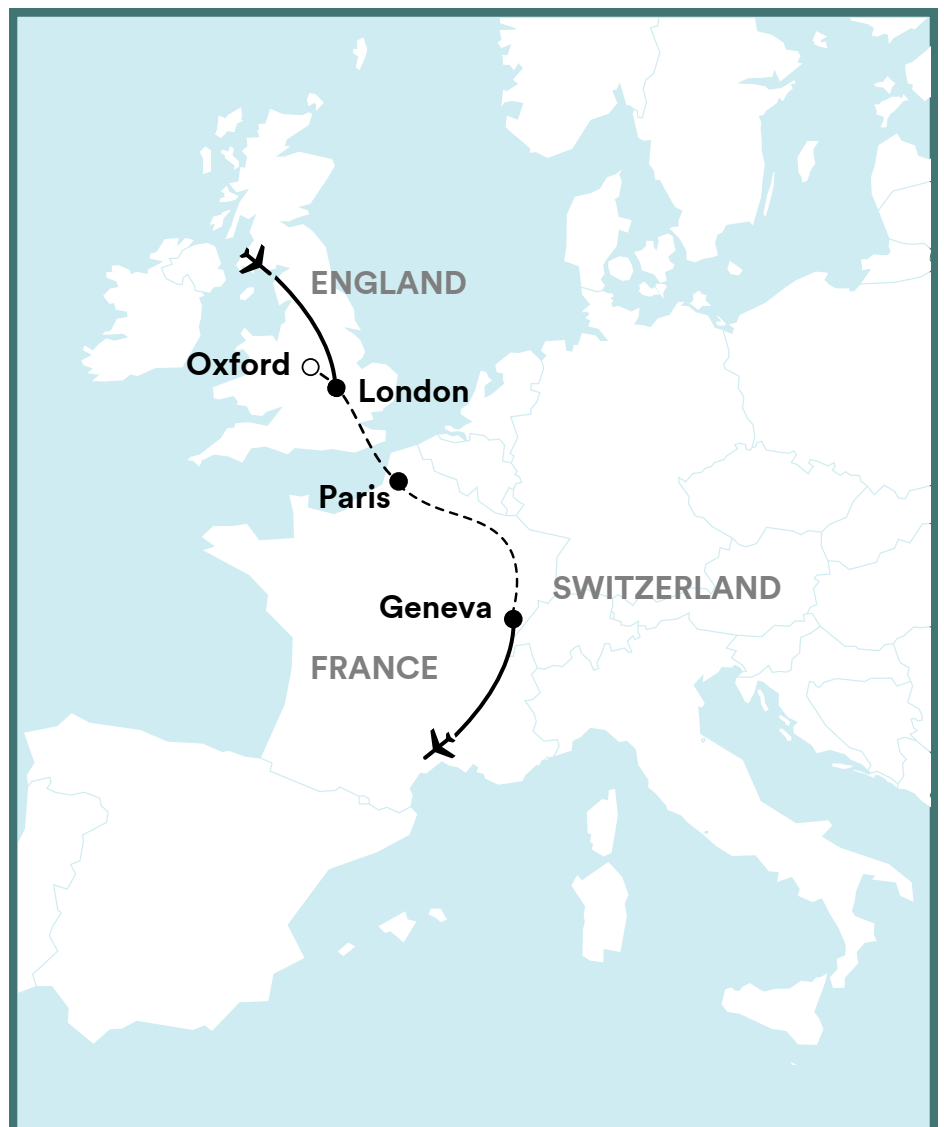 ENGLAND
Oxford
London
Paris
SWITZERLAND
Geneva
FRANCE